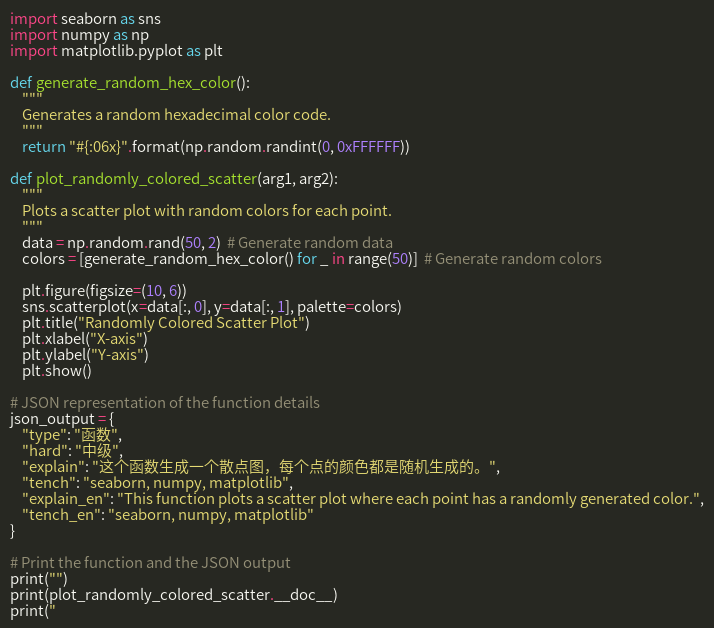 import seaborn as sns
import numpy as np
import matplotlib.pyplot as plt

def generate_random_hex_color():
    """
    Generates a random hexadecimal color code.
    """
    return "#{:06x}".format(np.random.randint(0, 0xFFFFFF))

def plot_randomly_colored_scatter(arg1, arg2):
    """
    Plots a scatter plot with random colors for each point.
    """
    data = np.random.rand(50, 2)  # Generate random data
    colors = [generate_random_hex_color() for _ in range(50)]  # Generate random colors

    plt.figure(figsize=(10, 6))
    sns.scatterplot(x=data[:, 0], y=data[:, 1], palette=colors)
    plt.title("Randomly Colored Scatter Plot")
    plt.xlabel("X-axis")
    plt.ylabel("Y-axis")
    plt.show()

# JSON representation of the function details
json_output = {
    "type": "函数",
    "hard": "中级",
    "explain": "这个函数生成一个散点图，每个点的颜色都是随机生成的。",
    "tench": "seaborn, numpy, matplotlib",
    "explain_en": "This function plots a scatter plot where each point has a randomly generated color.",
    "tench_en": "seaborn, numpy, matplotlib"
}

# Print the function and the JSON output
print("")
print(plot_randomly_colored_scatter.__doc__)
print("